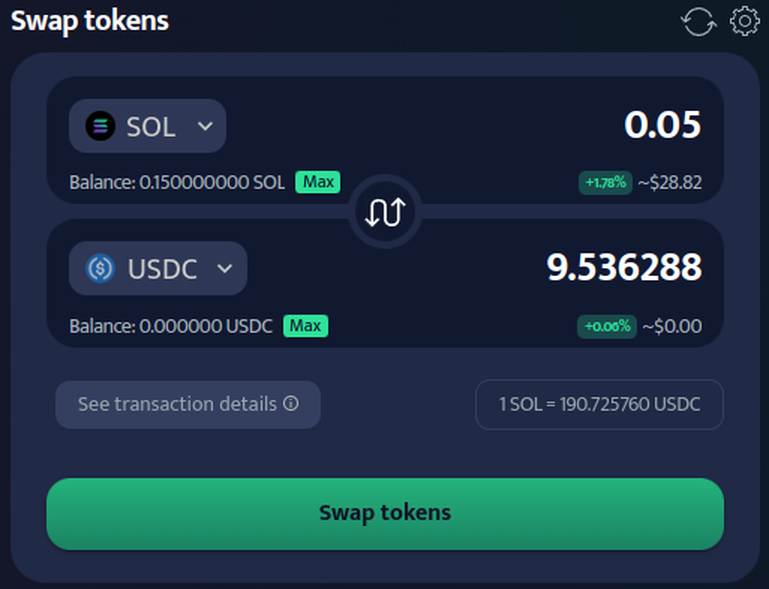 Swap tokens
SOL 0.05
Balance: 0.150000000 SOL Max +1.78% ~$28.82
USDC 9.536288
Balance: 0.000000 USDC Max +0.06% ~$0.00
See transaction details 1 SOL = 190.725760 USDC
Swap tokens